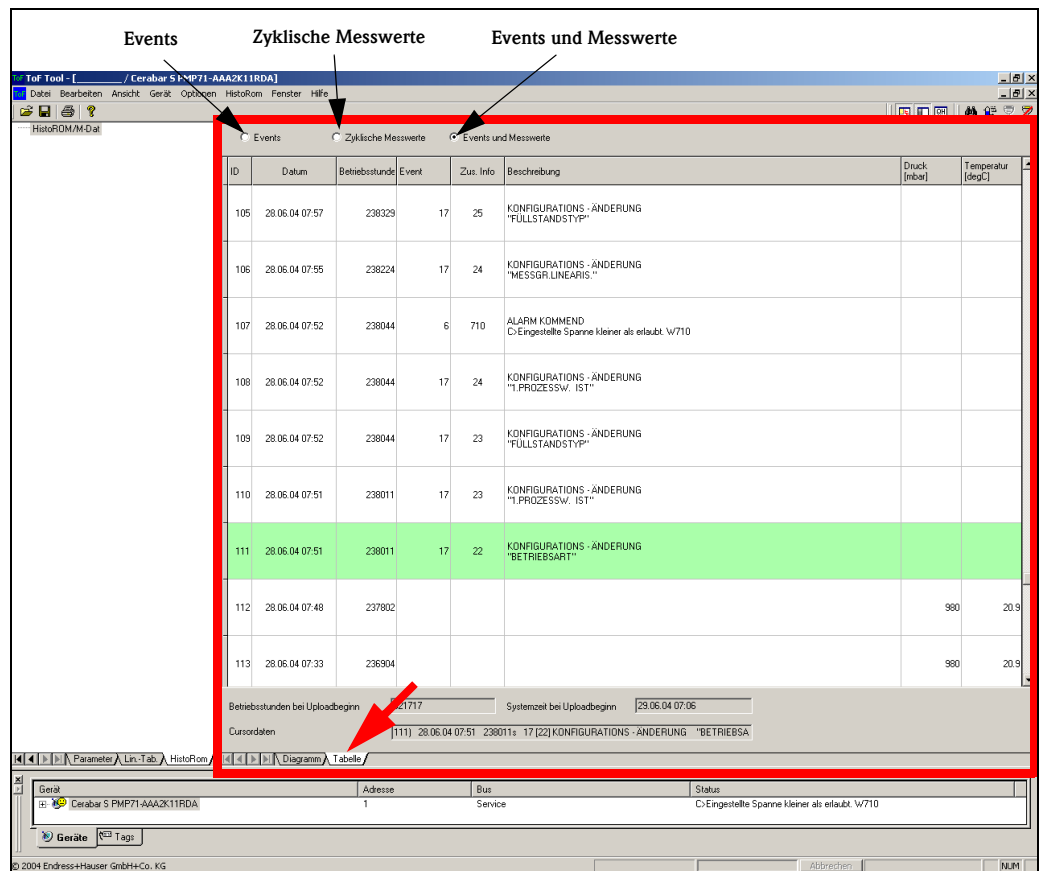 Events Zyklische Messwerte Events und Messwerte
ToF Tool - [________ / Cerabar S PMP71-AAA2K11RDA]
Datei Bearbeiten Ansicht Gerät Optionen HistoRom Fenster Hilfe
HistoROM/M-Dat
Events Zyklische Messwerte Events und Messwerte
ID Datum Betriebsstunde Event Zus. Info Beschreibung Druck [mbar] Temperatur [degC]
105 28.06.04 07:57 238329 17 25 KONFIGURATIONS - ÄNDERUNG
"FÜLLSTANDSTYP"
106 28.06.04 07:55 238224 17 24 KONFIGURATIONS - ÄNDERUNG
"MESSGR.LINEARIS."
107 28.06.04 07:52 238044 6 710 ALARM KOMMEND
C>Eingestellte Spanne kleiner als erlaubt. W710
108 28.06.04 07:52 238044 17 24 KONFIGURATIONS - ÄNDERUNG
"1.PROZESSW. IST"
109 28.06.04 07:52 238044 17 23 KONFIGURATIONS - ÄNDERUNG
"FÜLLSTANDSTYP"
110 28.06.04 07:51 238011 17 23 KONFIGURATIONS - ÄNDERUNG
"1.PROZESSW. IST"
111 28.06.04 07:51 238011 17 22 KONFIGURATIONS - ÄNDERUNG
"BETRIEBSART"
112 28.06.04 07:48 237802 980 20.9
113 28.06.04 07:33 236904 980 20.9
Betriebsstunden bei Uploadbeginn 21717 Systemzeit bei Uploadbeginn 29.06.04 07:06
Cursordaten 111) 28.06.04 07:51 238011s 17 [22] KONFIGURATIONS - ÄNDERUNG "BETRIEBSA
Parameter Lin.-Tab. HistoRom Diagramm Tabelle
Gerät Adresse Bus Status
Cerabar S PMP71-AAA2K11RDA 1 Service C>Eingestellte Spanne kleiner als erlaubt. W710
Geräte Tags
© 2004 Endress+Hauser GmbH+Co. KG Abbrechen NUM